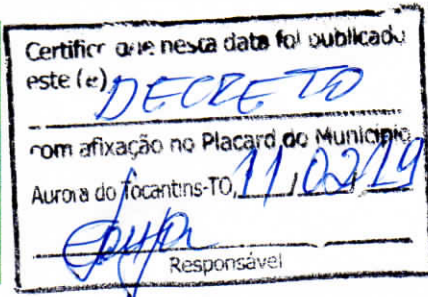 Certificr que nesta data foi publicado
este (e) DECRETO
com afixação no Placard do Município
Aurora do Tocantins-TO, 11/02/19
Responsável